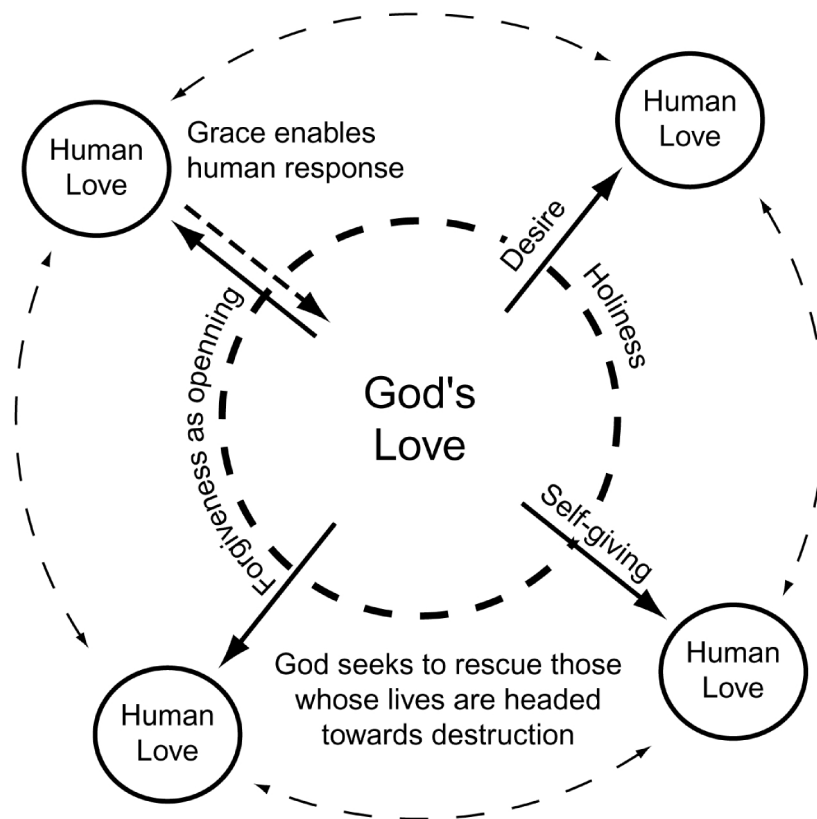 Human
Love
Grace enables
human response
Human
Love
Desire
Holiness
God's
Love
Forgiveness as openning
Self-giving
God seeks to rescue those
whose lives are headed
towards destruction
Human
Love
Human
Love